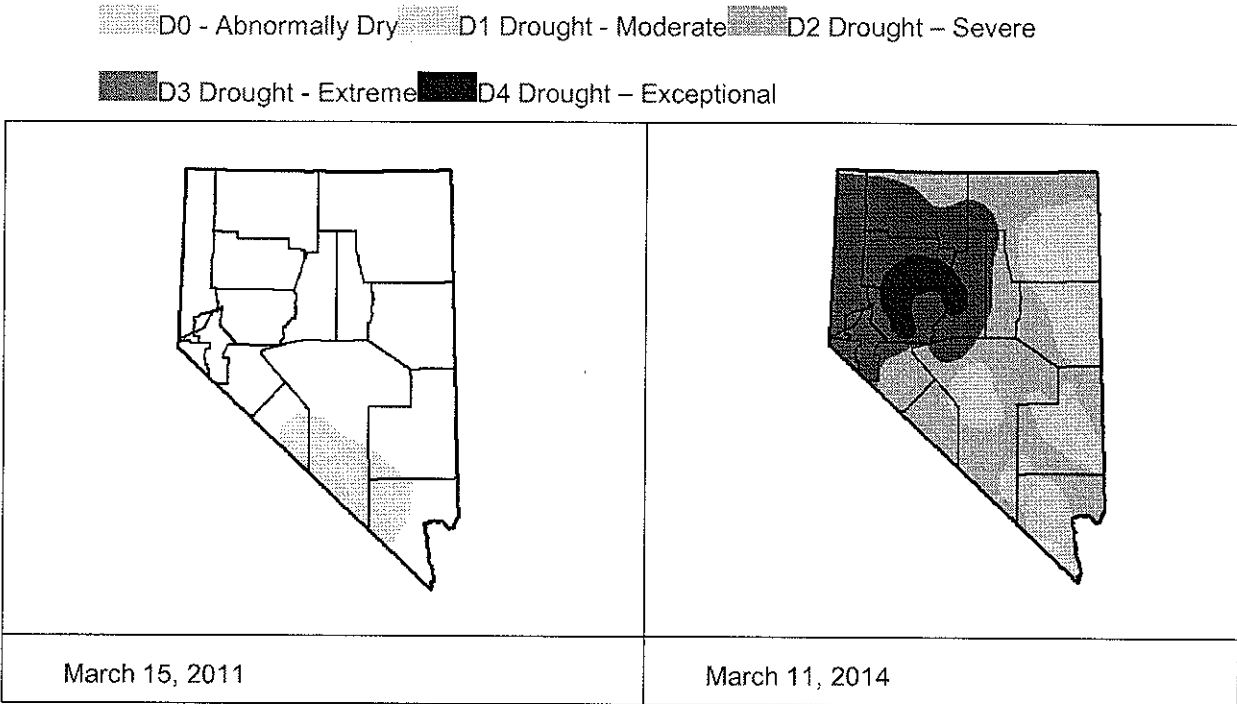 D0 - Abnormally Dry D1 Drought - Moderate D2 Drought – Severe
D3 Drought - Extreme D4 Drought – Exceptional
March 15, 2011
March 11, 2014